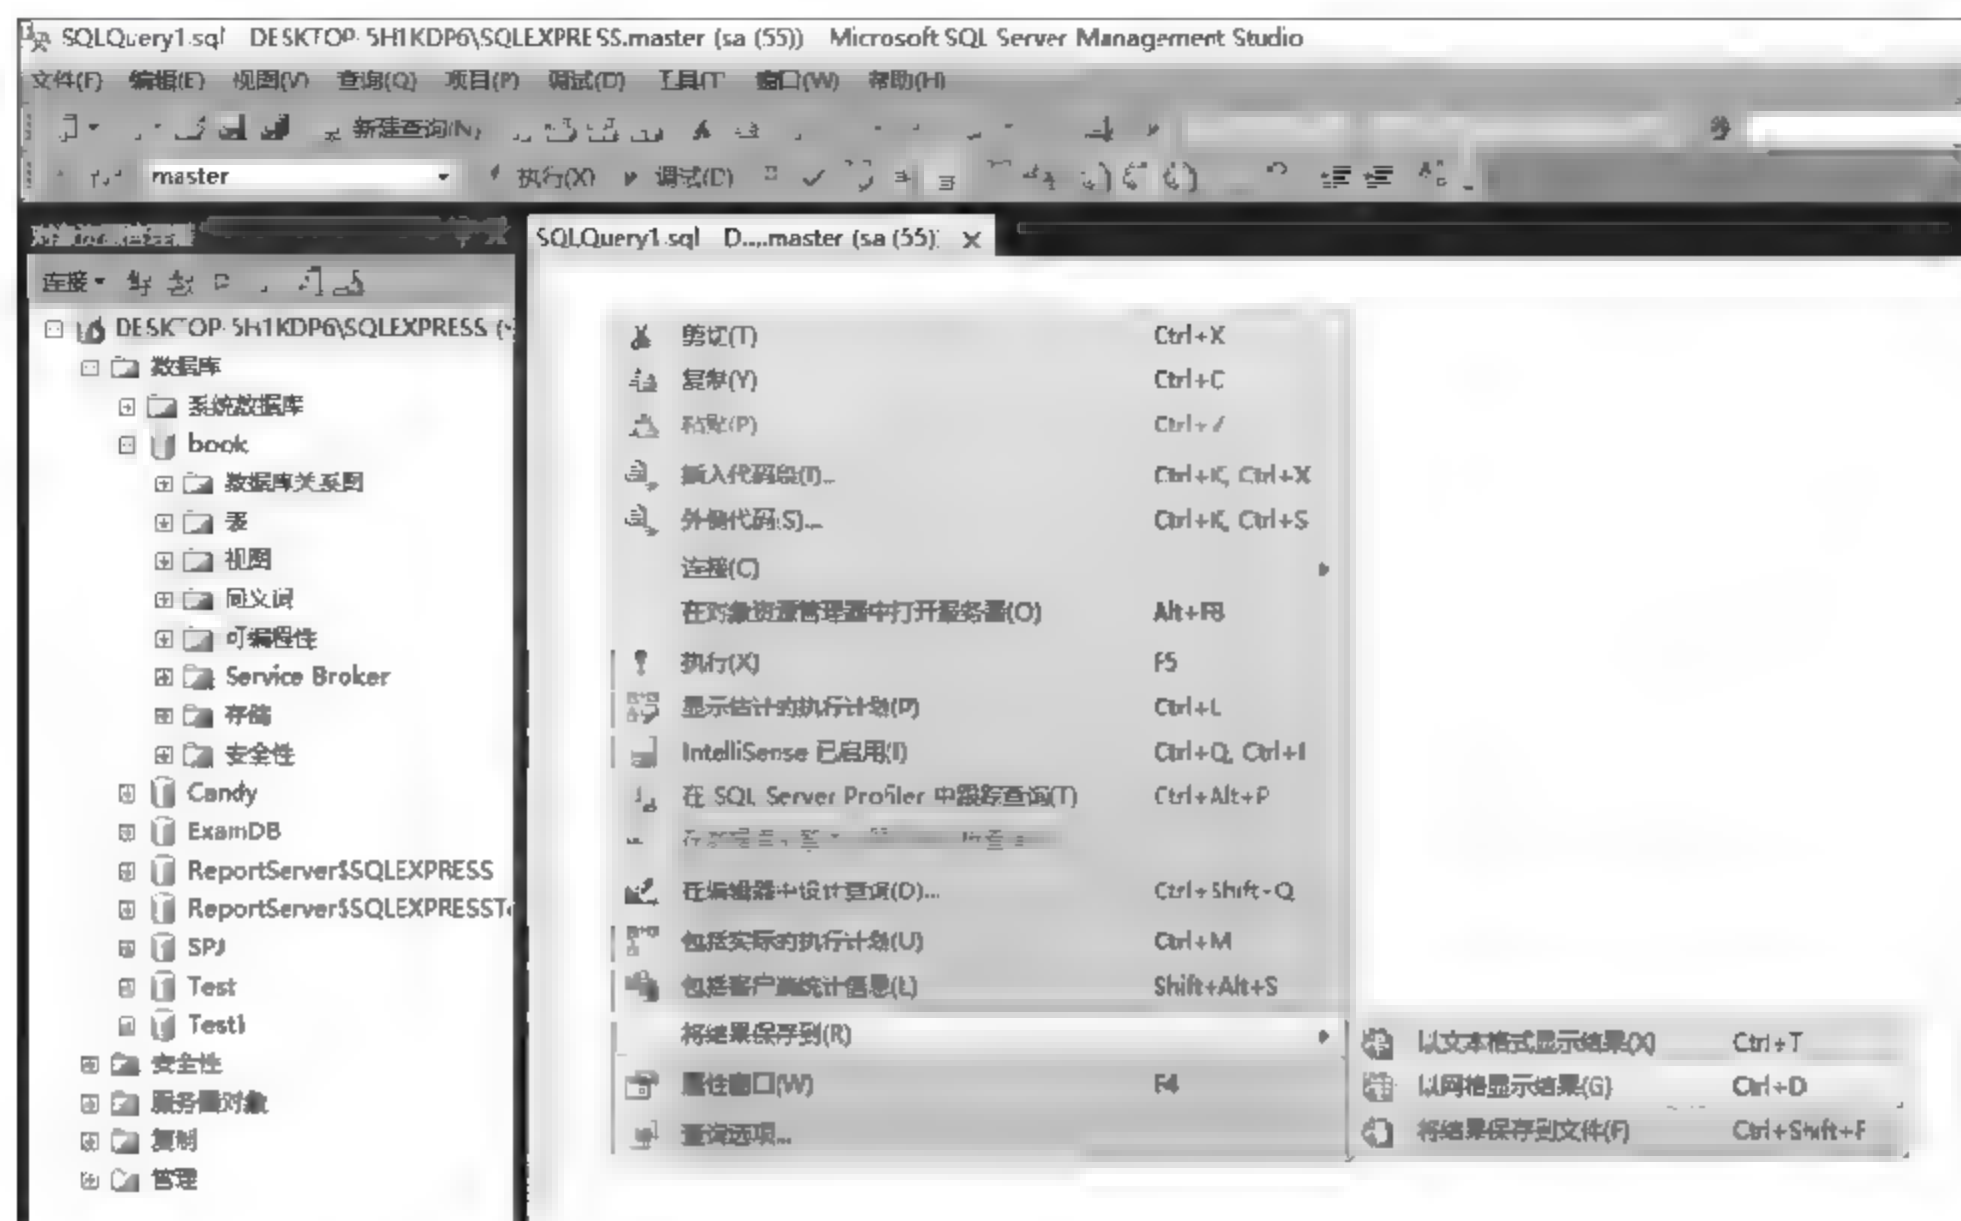 SQLQuery1.sql DESKTOP-5H1KDP6\SQLEXPRESS.master (sa (55)) Microsoft SQL Server Management Studio
文件(F) 编辑(E) 视图(V) 查询(Q) 项目(P) 调试(D) 工具(T 窗口(W) 帮助(H)
新建查询(N)
master 执行(X) 调试(D)
对象资源管理器
SQLQuery1.sql D....master (sa (55))
连接
DESKTOP-5H1KDP6\SQLEXPRESS (
数据库
系统数据库
book
数据库关系图
表
视图
同义词
可编程性
Service Broker
存储
安全性
Candy
ExamDB
ReportServer$SQLEXPRESS
ReportServer$SQLEXPRESSTe
SPJ
Test
Test1
安全性
服务器对象
复制
管理
剪切(T) Ctrl+X
复制(Y) Ctrl+C
粘贴(P) Ctrl+V
插入代码段(I)... Ctrl+K, Ctrl+X
外侧代码(S)... Ctrl+K, Ctrl+S
连接(C)
在对象资源管理器中打开服务器(O) Alt+F8
执行(X) F5
显示估计的执行计划(P) Ctrl+L
IntelliSense 已启用(I) Ctrl+Q, Ctrl+I
在 SQL Server Profiler 中跟踪查询(T) Ctrl+Alt+P
在编辑器中设计查询(D)... Ctrl+Shift+Q
包括实际的执行计划(U) Ctrl+M
包括客户端统计信息(L) Shift+Alt+S
将结果保存到(R)
属性窗口(W) F4
查询选项...
以文本格式显示结果(X) Ctrl+T
以网格显示结果(G) Ctrl+D
将结果保存到文件(F) Ctrl+Shift+F